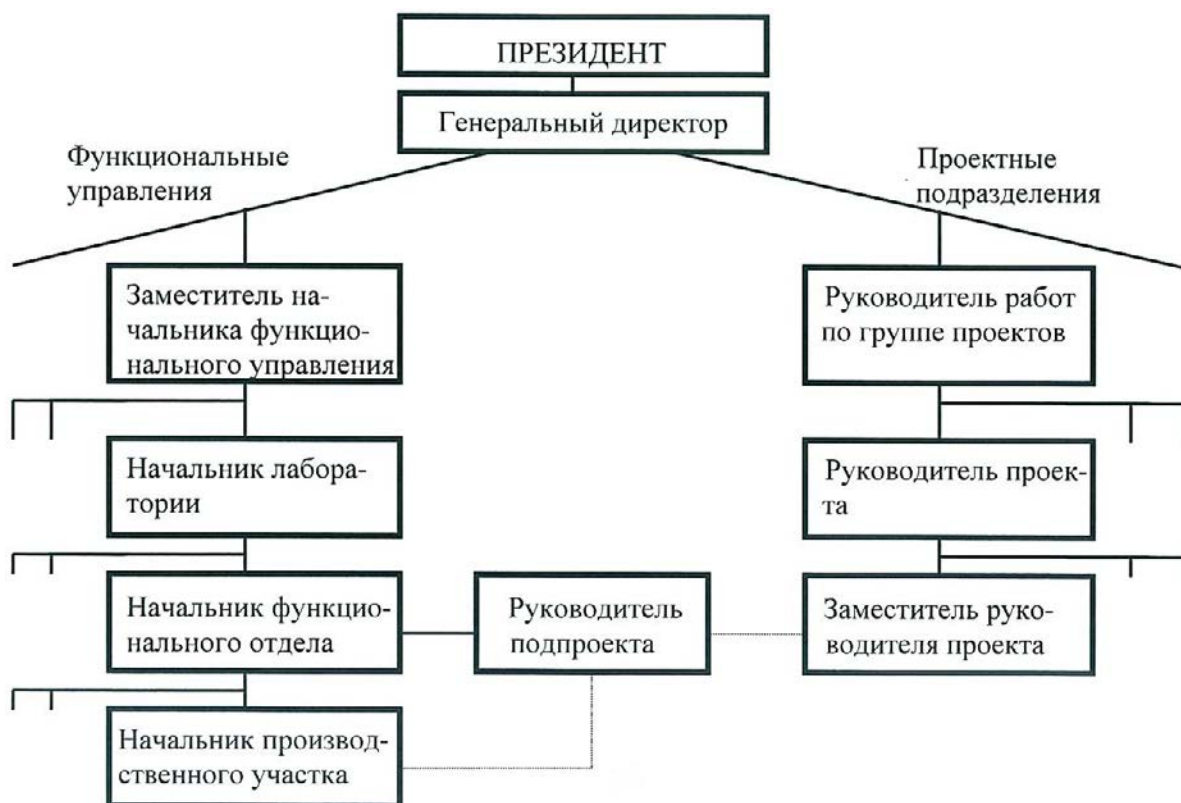 ПРЕЗИДЕНТ
Генеральный директор
Функциональные
управления
Проектные
подразделения
Заместитель на-
чальника функцио-
нального управления
Руководитель работ
по группе проектов
Начальник лабора-
тории
Руководитель проек-
та
Начальник функцио-
нального отдела
Руководитель
подпроекта
Заместитель руко-
водителя проекта
Начальник производ-
ственного участка